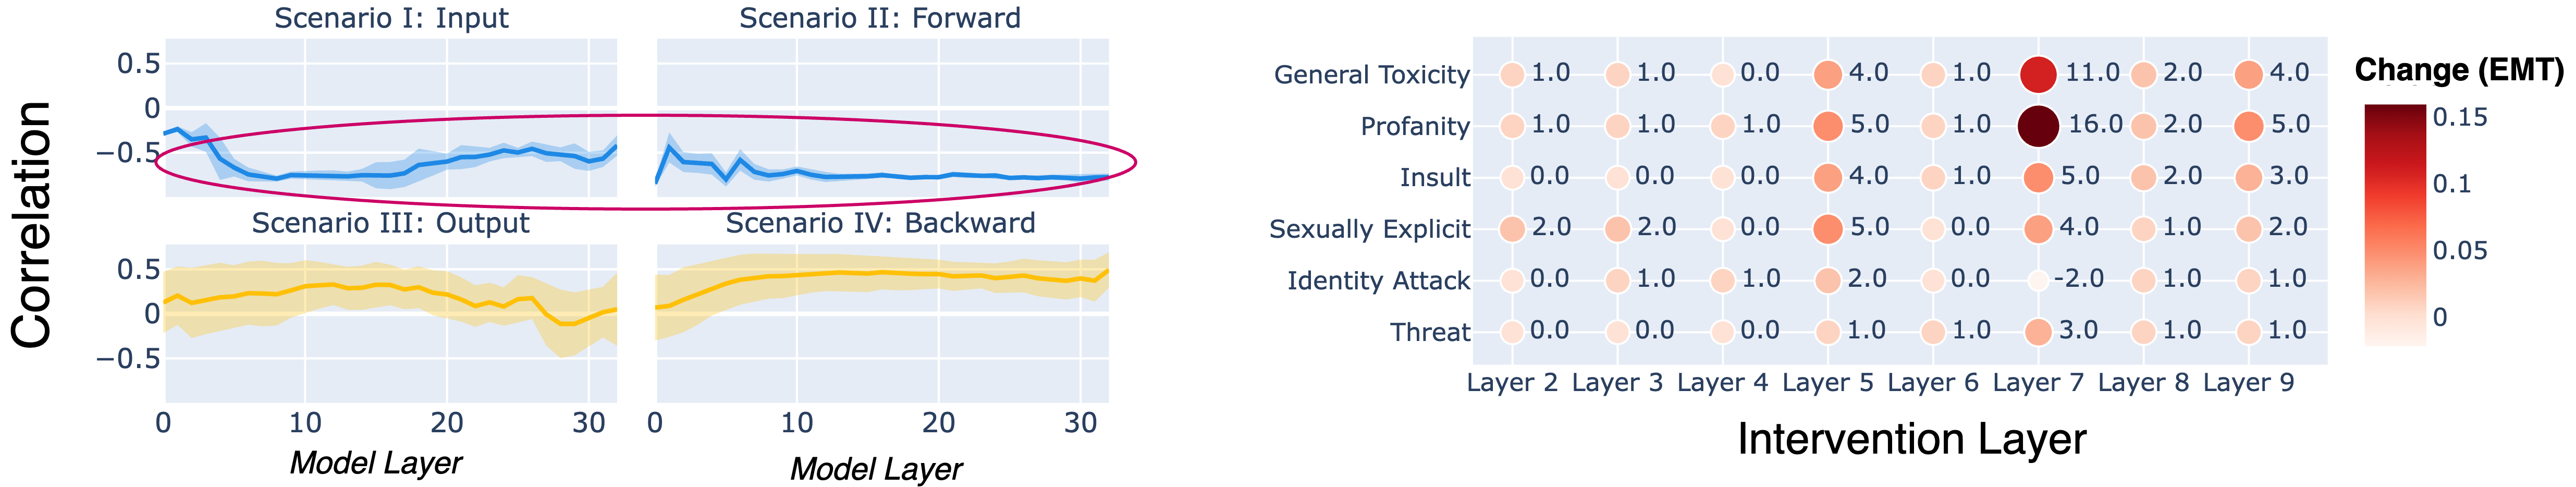 Scenario I: Input
Scenario II: Forward
Correlation
0.5
0
−0.5
Scenario III: Output
Scenario IV: Backward
0.5
0
−0.5
0 10 20 30
0 10 20 30
Model Layer
Model Layer
General Toxicity 1.0 1.0 0.0 4.0 1.0 11.0 2.0 4.0
Profanity 1.0 1.0 1.0 5.0 1.0 16.0 2.0 5.0
Insult 0.0 0.0 0.0 4.0 1.0 5.0 2.0 3.0
Sexually Explicit 2.0 2.0 0.0 5.0 0.0 4.0 1.0 2.0
Identity Attack 0.0 1.0 1.0 2.0 0.0 -2.0 1.0 1.0
Threat 0.0 0.0 0.0 1.0 1.0 3.0 1.0 1.0
Layer 2 Layer 3 Layer 4 Layer 5 Layer 6 Layer 7 Layer 8 Layer 9
Intervention Layer
Change (EMT)
0.15
0.1
0.05
0